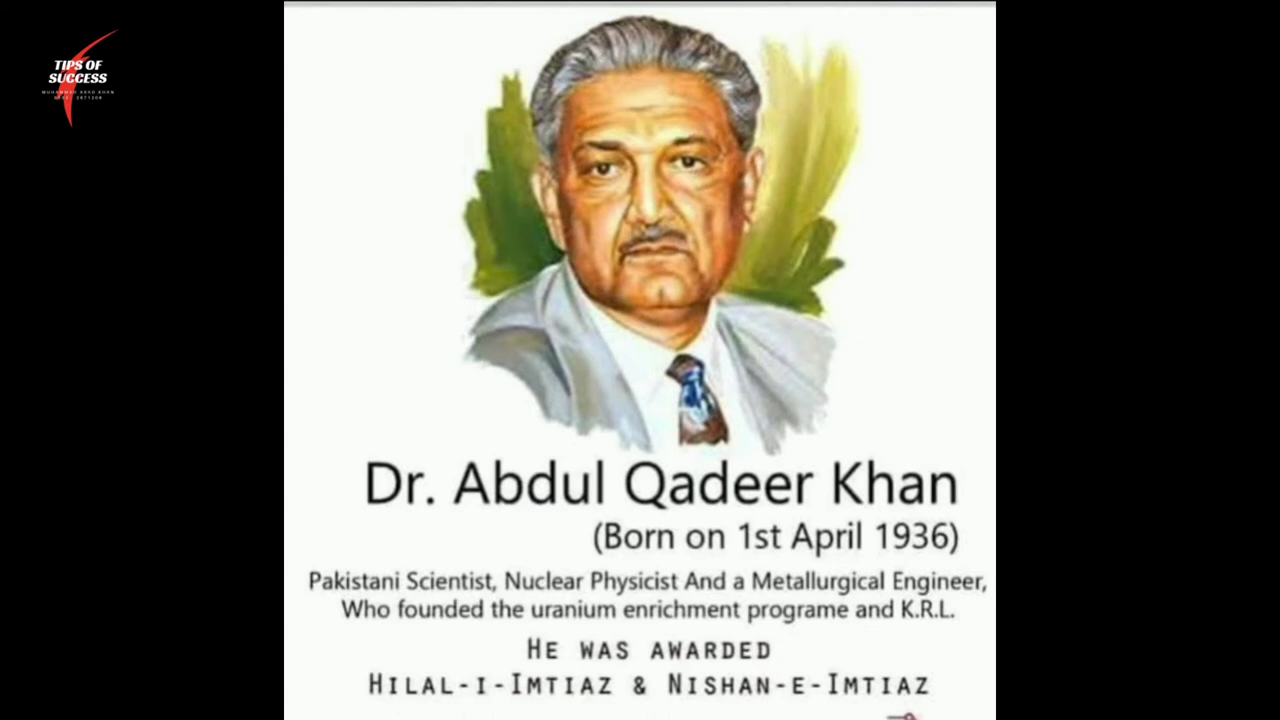 TIPS OF
SUCCESS
Dr. Abdul Qadeer Khan
(Born on 1st April 1936)
Pakistani Scientist, Nuclear Physicist And a Metallurgical Engineer,
Who founded the uranium enrichment programe and K.R.L.
HE WAS AWARDED
HILAL-I-IMTIAZ & NISHAN-E-IMTIAZ